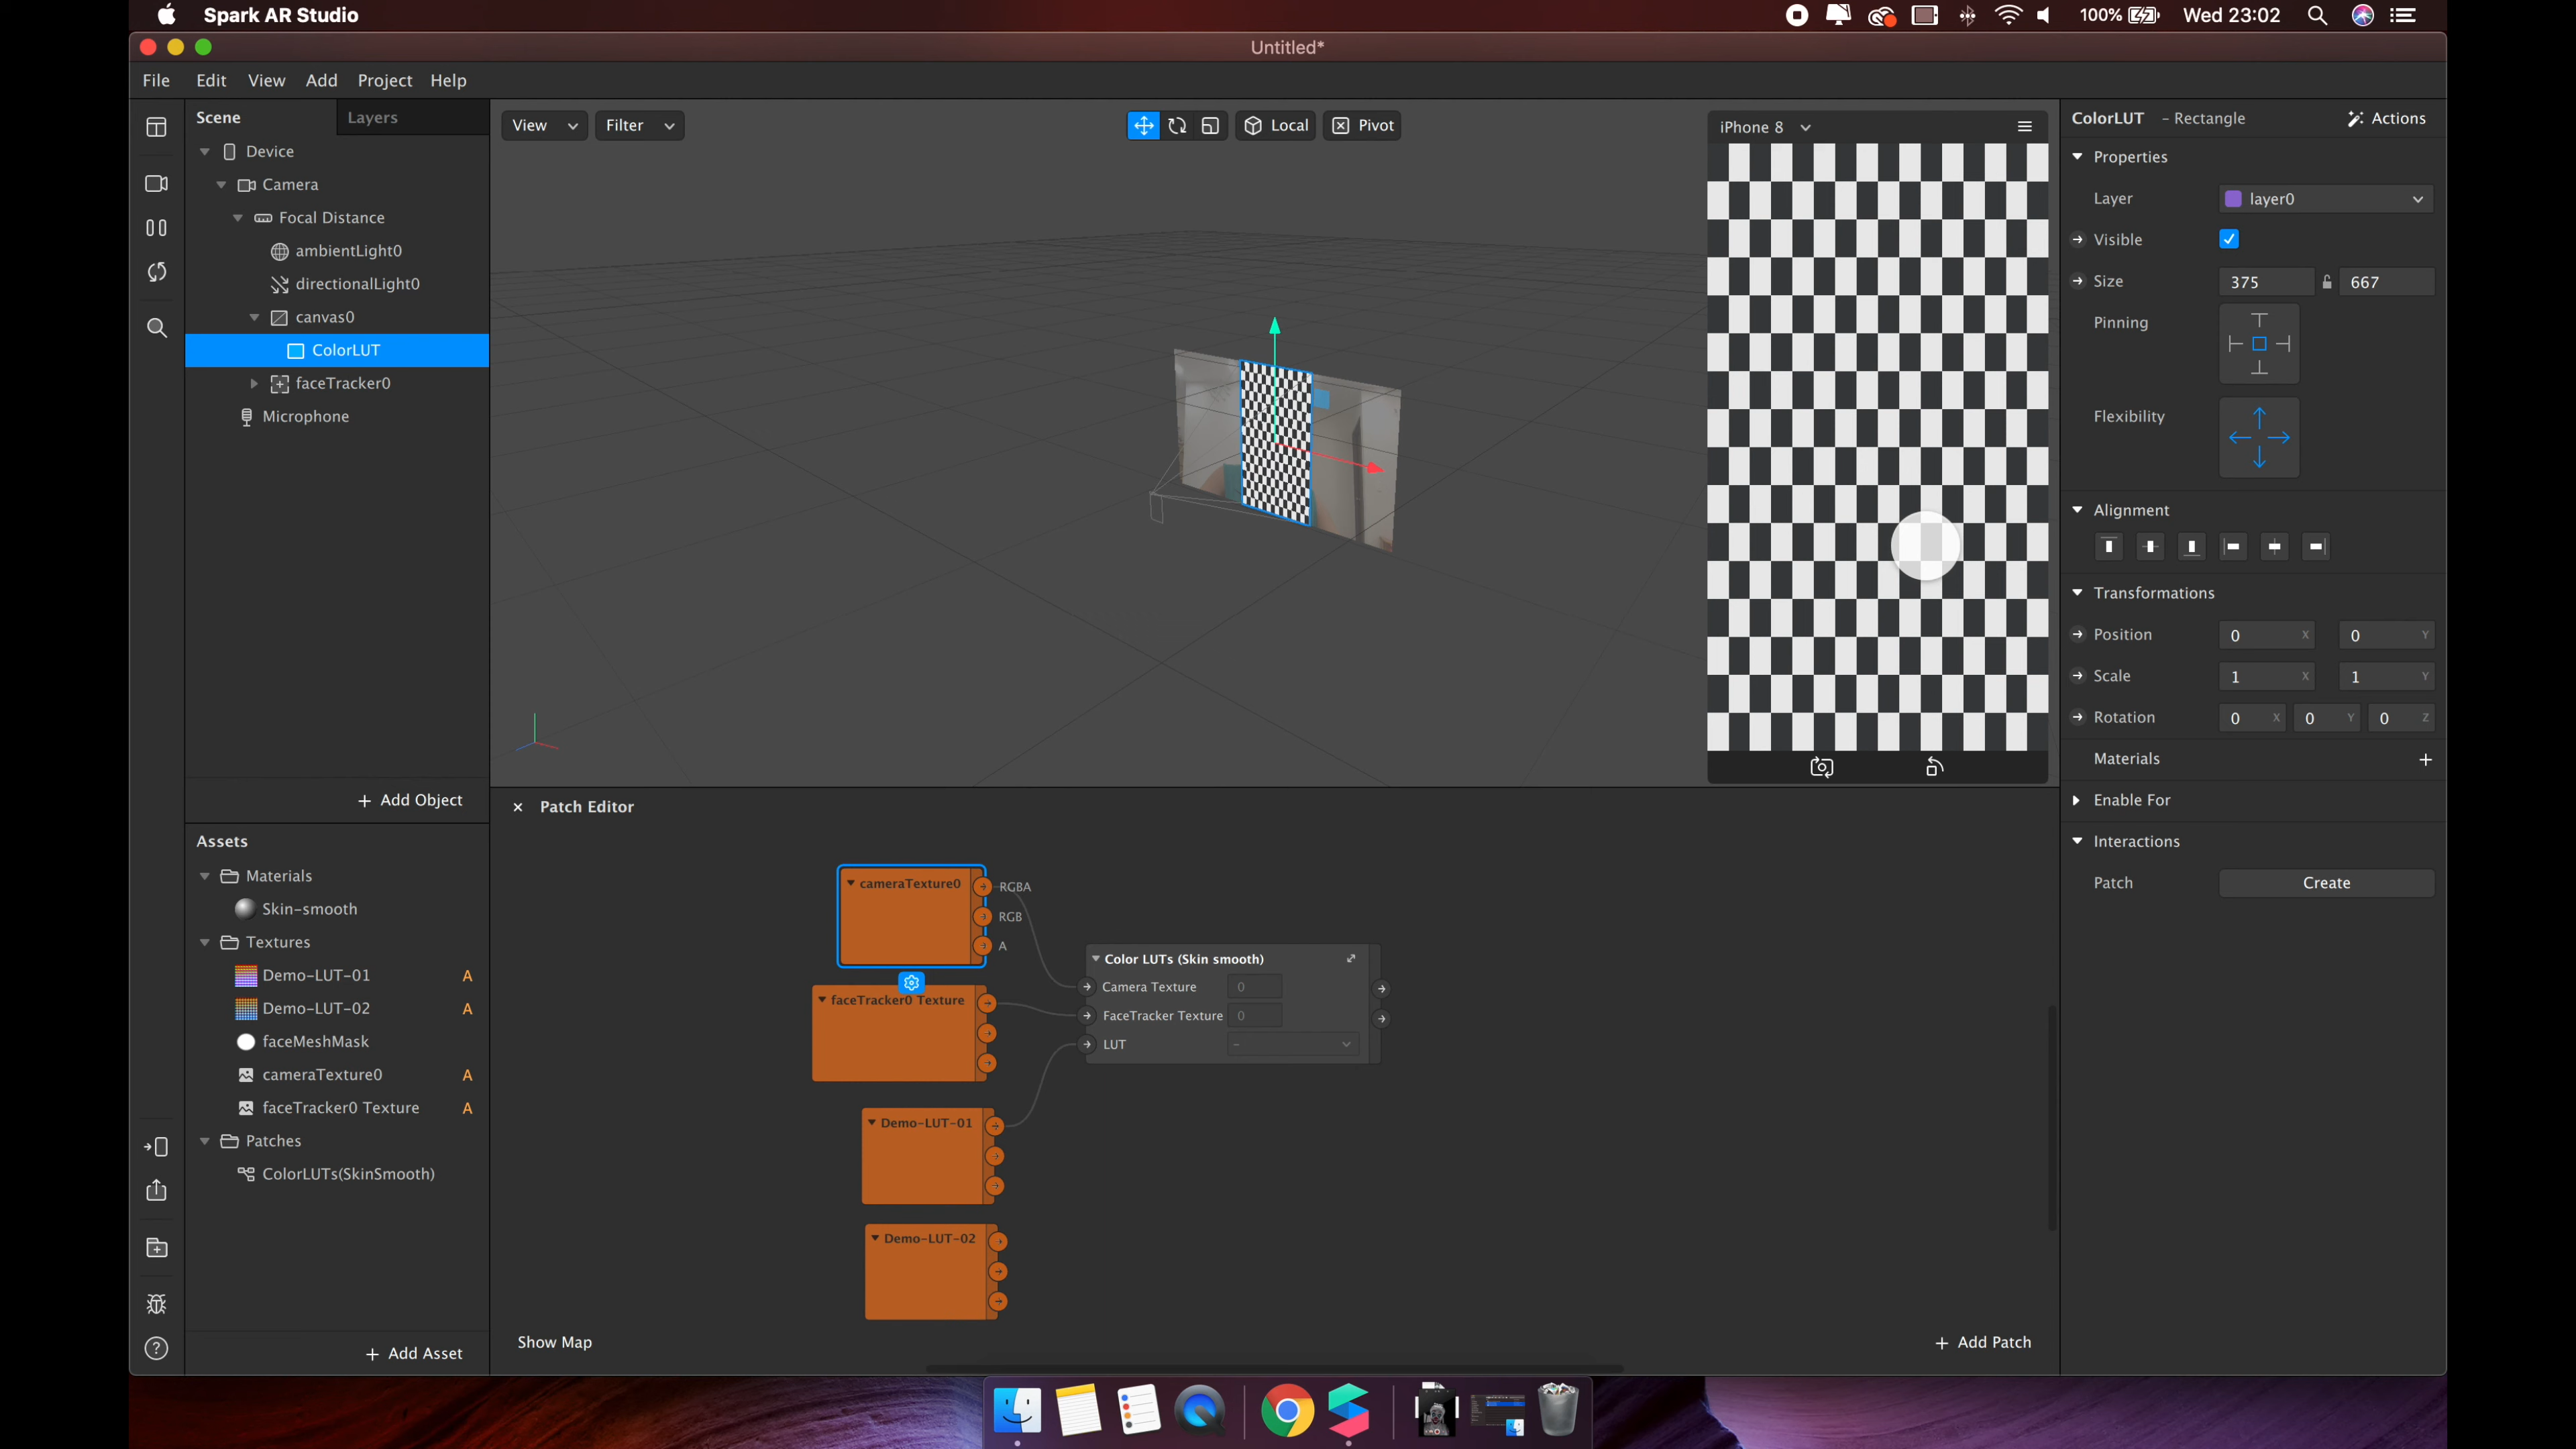 Spark AR Studio
100%
Wed 23:02
Untitled*
File Edit View Add Project Help
Scene
Layers
Device
Camera
Focal Distance
ambientLight0
directionalLight0
canvas0
ColorLUT
faceTracker0
Microphone
+ Add Object
Assets
Materials
Skin-smooth
Textures
Demo-LUT-01 A
Demo-LUT-02 A
faceMeshMask
cameraTexture0 A
faceTracker0 Texture A
Patches
ColorLUTs(SkinSmooth)
+ Add Asset
View
Filter
Local
Pivot
iPhone 8
× Patch Editor
cameraTexture0
RGBA
RGB
A
faceTracker0 Texture
Demo-LUT-01
Demo-LUT-02
Color LUTs (Skin smooth)
Camera Texture 0
FaceTracker Texture 0
LUT -
Show Map
+ Add Patch
ColorLUT - Rectangle
Actions
Properties
Layer layer0
Visible
Size 375 667
Pinning
Flexibility
Alignment
Transformations
Position 0 X 0 Y
Scale 1 X 1 Y
Rotation 0 X 0 Y 0 Z
Materials +
Enable For
Interactions
Patch Create